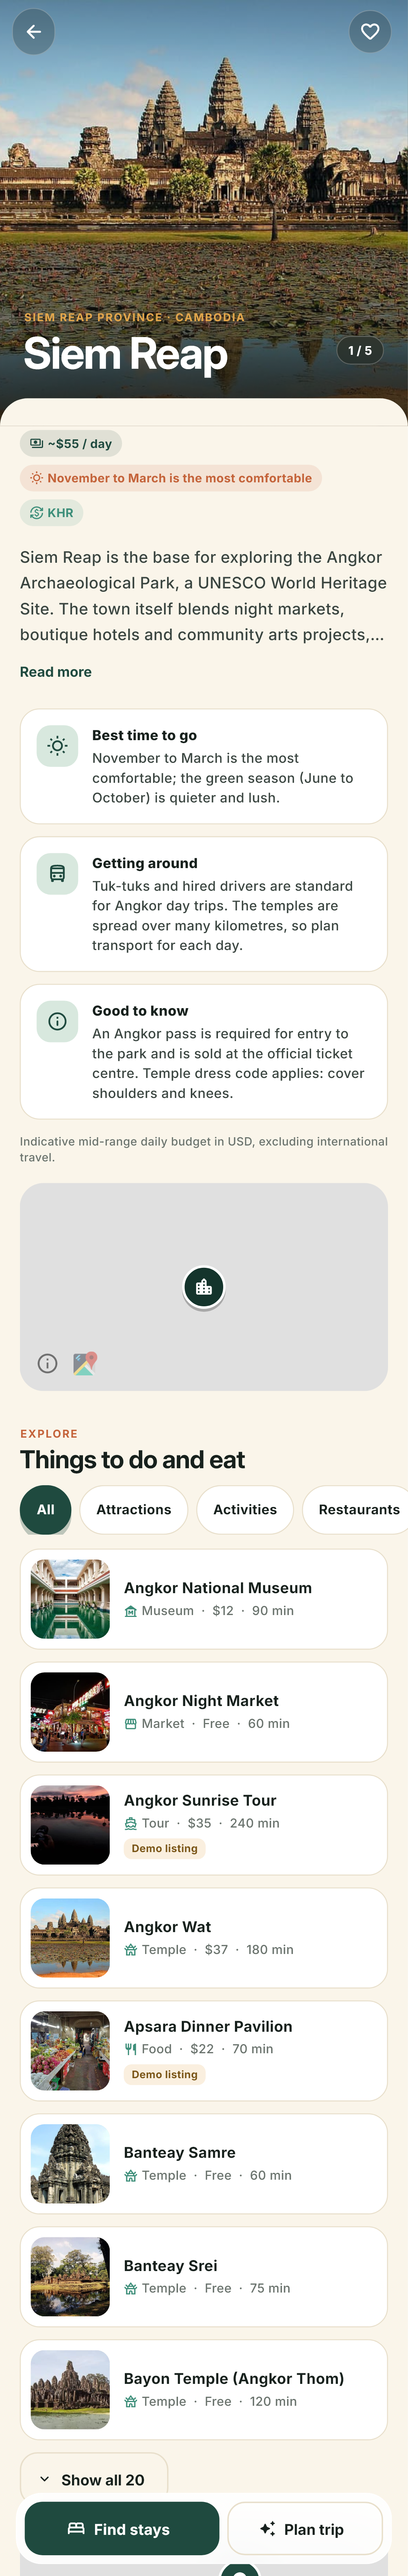 SIEM REAP PROVINCE · CAMBODIA
Siem Reap
1 / 5
~$55 / day
November to March is the most comfortable
KHR
Siem Reap is the base for exploring the Angkor
Archaeological Park, a UNESCO World Heritage
Site. The town itself blends night markets,
boutique hotels and community arts projects,...
Read more
Best time to go
November to March is the most
comfortable; the green season (June to
October) is quieter and lush.
Getting around
Tuk-tuks and hired drivers are standard
for Angkor day trips. The temples are
spread over many kilometres, so plan
transport for each day.
Good to know
An Angkor pass is required for entry to
the park and is sold at the official ticket
centre. Temple dress code applies: cover
shoulders and knees.
Indicative mid-range daily budget in USD, excluding international
travel.
EXPLORE
Things to do and eat
All
Attractions
Activities
Restaurants
Angkor National Museum
Museum · $12 · 90 min
Angkor Night Market
Market · Free · 60 min
Angkor Sunrise Tour
Tour · $35 · 240 min
Demo listing
Angkor Wat
Temple · $37 · 180 min
Apsara Dinner Pavilion
Food · $22 · 70 min
Demo listing
Banteay Samre
Temple · Free · 60 min
Banteay Srei
Temple · Free · 75 min
Bayon Temple (Angkor Thom)
Temple · Free · 120 min
Show all 20
Find stays
Plan trip